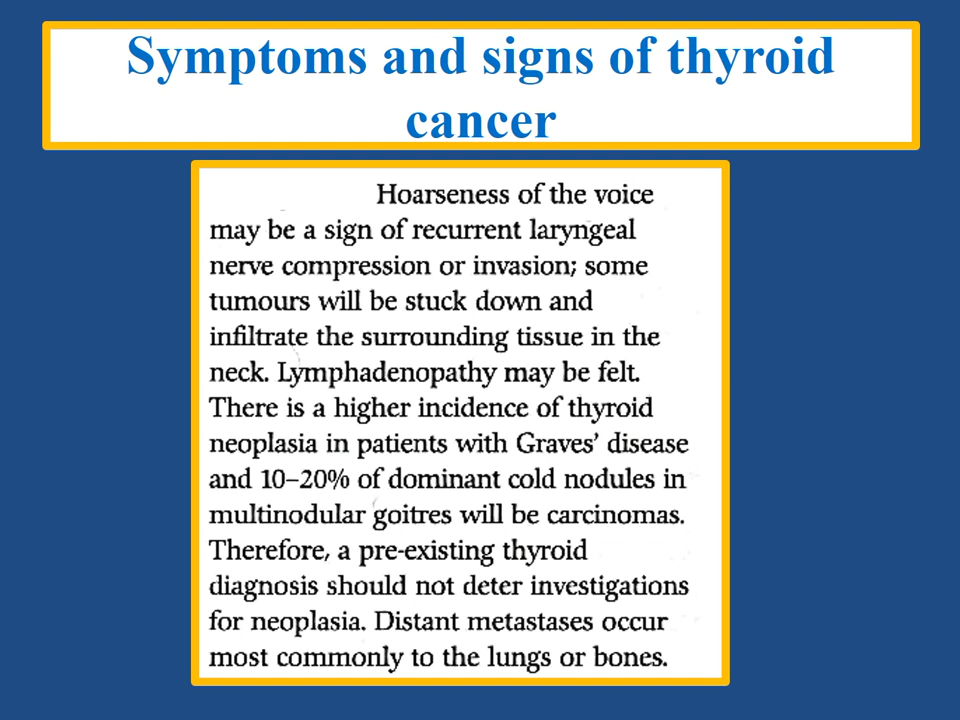 Symptoms and signs of thyroid
cancer
Hoarseness of the voice
may be a sign of recurrent laryngeal
nerve compression or invasion; some
tumours will be stuck down and
infiltrate the surrounding tissue in the
neck. Lymphadenopathy may be felt.
There is a higher incidence of thyroid
neoplasia in patients with Graves’ disease
and 10–20% of dominant cold nodules in
multinodular goitres will be carcinomas.
Therefore, a pre-existing thyroid
diagnosis should not deter investigations
for neoplasia. Distant metastases occur
most commonly to the lungs or bones.